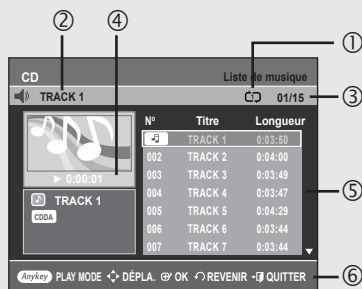 ② ④
①
CD Liste de musique
TRACK 1 01/15
③
Nº Titre Longueur
TRACK 1 0:03:50
002 TRACK 2 0:04:00
003 TRACK 3 0:03:49
004 TRACK 4 0:03:47
005 TRACK 5 0:04:29
006 TRACK 6 0:03:44
007 TRACK 7 0:03:44
► 0:00:01
TRACK 1
CDDA
⑤
Anykey PLAY MODE DÉPLA. OK REVENIR QUITTER
⑥